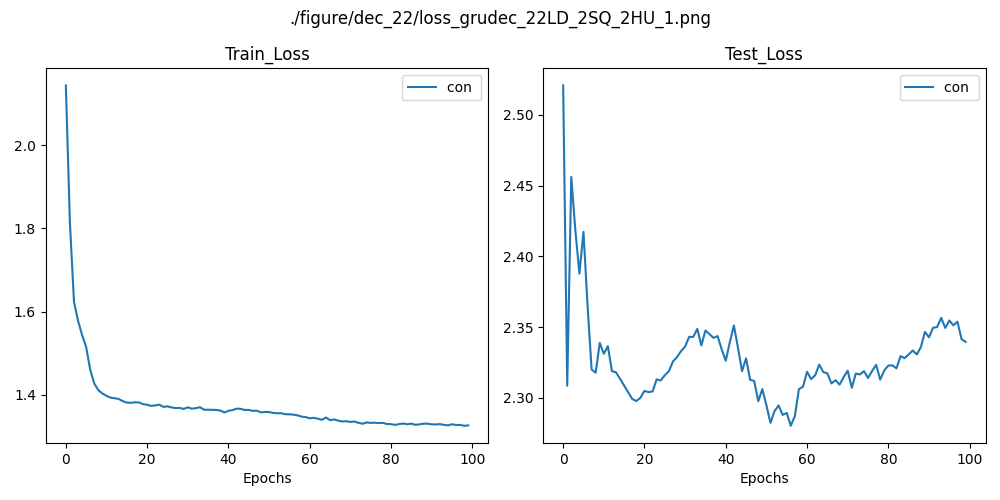 ./figure/dec_22/loss_grudec_22LD_2SQ_2HU_1.png
Train_Loss
con
2.0
1.8
1.6
1.4
0 20 40 60 80 100
Epochs
Test_Loss
con
2.50
2.45
2.40
2.35
2.30
0 20 40 60 80 100
Epochs